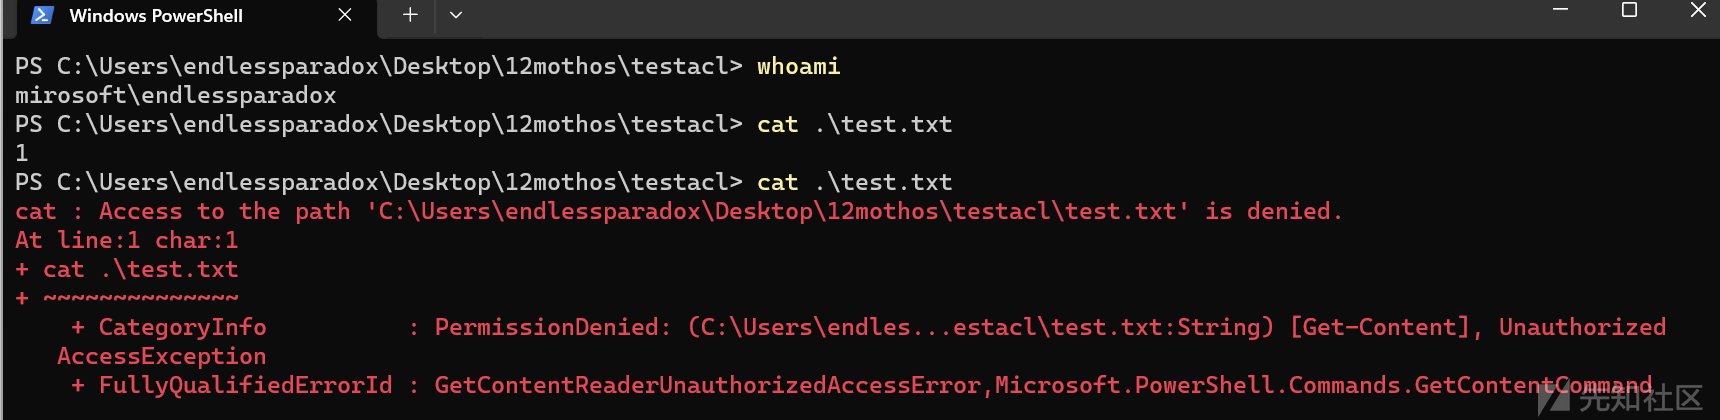 Windows PowerShell
PS C:\Users\endlessparadox\Desktop\12mothos\testacl> whoami
mirosoft\endlessparadox
PS C:\Users\endlessparadox\Desktop\12mothos\testacl> cat .\test.txt
1
PS C:\Users\endlessparadox\Desktop\12mothos\testacl> cat .\test.txt
cat : Access to the path 'C:\Users\endlessparadox\Desktop\12mothos\testacl\test.txt' is denied.
At line:1 char:1
+ cat .\test.txt
+ ~~~~~~~~~~~~~~
    + CategoryInfo          : PermissionDenied: (C:\Users\endles...estacl\test.txt:String) [Get-Content], Unauthorized
   AccessException
    + FullyQualifiedErrorId : GetContentReaderUnauthorizedAccessError,Microsoft.PowerShell.Commands.GetContentCommand
先知社区